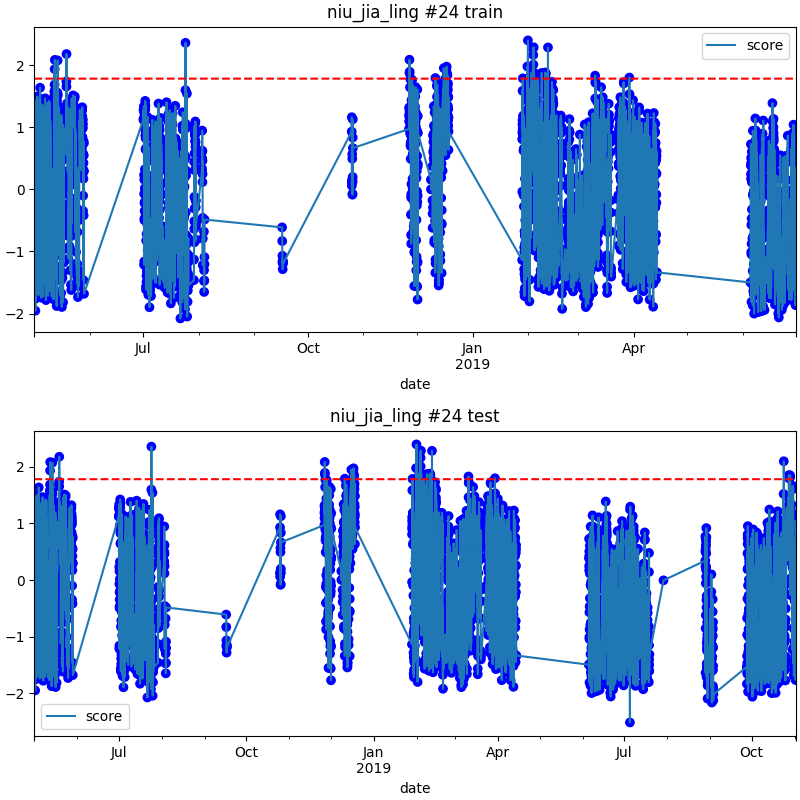 niu_jia_ling #24 train
score
2
1
0
−1
−2
Jul
Oct
Jan
2019
Apr
date
niu_jia_ling #24 test
2
1
0
−1
−2
score
Jul
Oct
Jan
2019
Apr
Jul
Oct
date